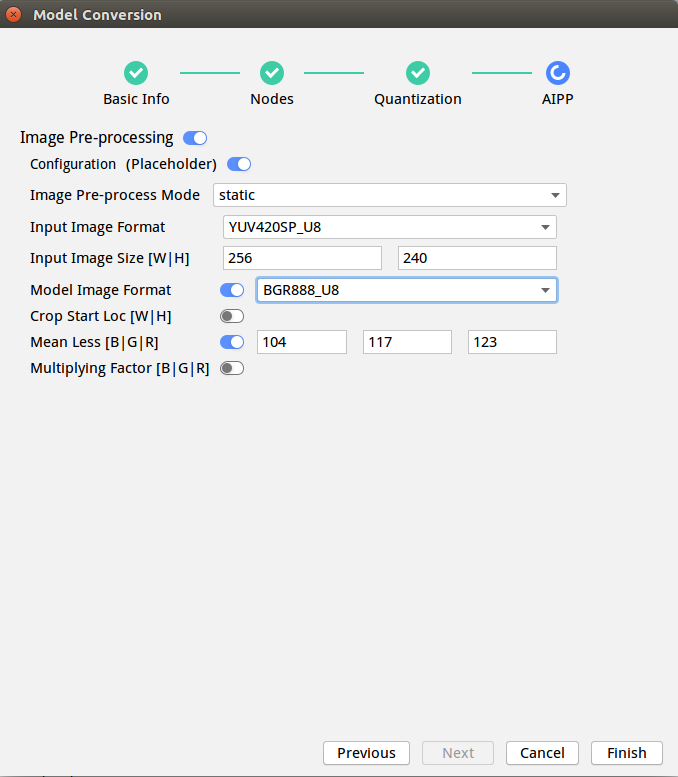 Model Conversion
Basic Info Nodes Quantization AIPP
Image Pre-processing
Configuration (Placeholder)
Image Pre-process Mode static
Input Image Format YUV420SP_U8
Input Image Size [W|H] 256 240
Model Image Format BGR888_U8
Crop Start Loc [W|H]
Mean Less [B|G|R] 104 117 123
Multiplying Factor [B|G|R]
Previous Next Cancel Finish